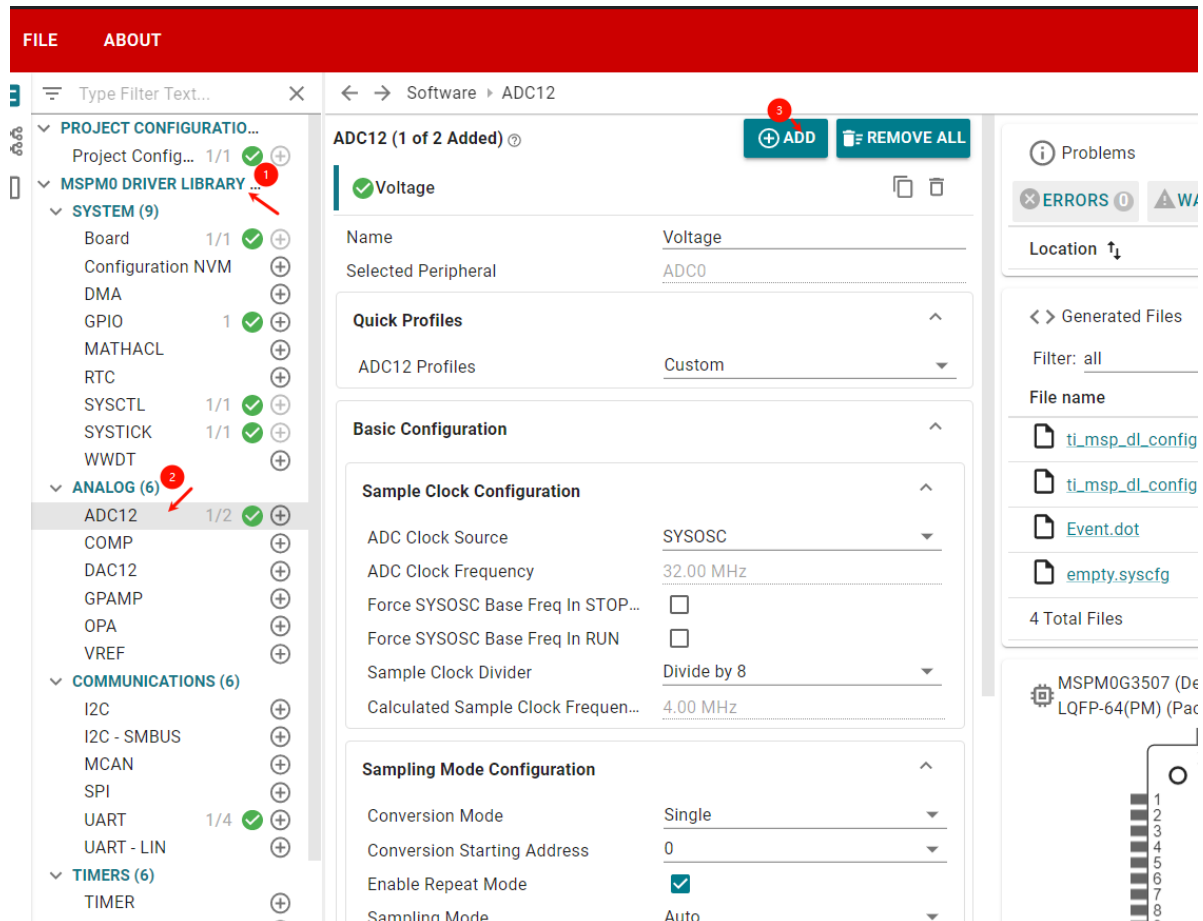 FILE ABOUT
Type Filter Text...
PROJECT CONFIGURATIO...
Project Config... 1/1
1
MSPM0 DRIVER LIBRARY ...
SYSTEM (9)
Board 1/1
Configuration NVM
DMA
GPIO 1
MATHACL
RTC
SYSCTL 1/1
SYSTICK 1/1
WWDT
2
ANALOG (6)
ADC12 1/2
COMP
DAC12
GPAMP
OPA
VREF
COMMUNICATIONS (6)
I2C
I2C - SMBUS
MCAN
SPI
UART 1/4
UART - LIN
TIMERS (6)
TIMER
Software ADC12
3
ADC12 (1 of 2 Added) ADD REMOVE ALL
Voltage
Name Voltage
Selected Peripheral ADC0
Quick Profiles
ADC12 Profiles Custom
Basic Configuration
Sample Clock Configuration
ADC Clock Source SYSOSC
ADC Clock Frequency 32.00 MHz
Force SYSOSC Base Freq In STOP...
Force SYSOSC Base Freq In RUN
Sample Clock Divider Divide by 8
Calculated Sample Clock Frequen... 4.00 MHz
Sampling Mode Configuration
Conversion Mode Single
Conversion Starting Address 0
Enable Repeat Mode
Sampling Mode Auto
Problems
ERRORS 0 WA
Location
Generated Files
Filter: all
File name
ti_msp_dl_config
ti_msp_dl_config
Event.dot
empty.syscfg
4 Total Files
MSPM0G3507 (De
LQFP-64(PM) (Pac
1
2
3
4
5
6
7
8